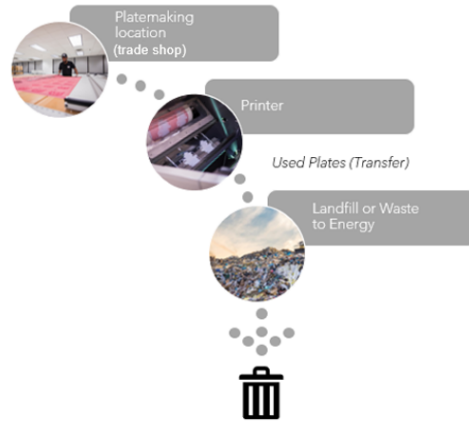 Platemaking
location
(trade shop)
Printer
Used Plates (Transfer)
Landfill or Waste
to Energy